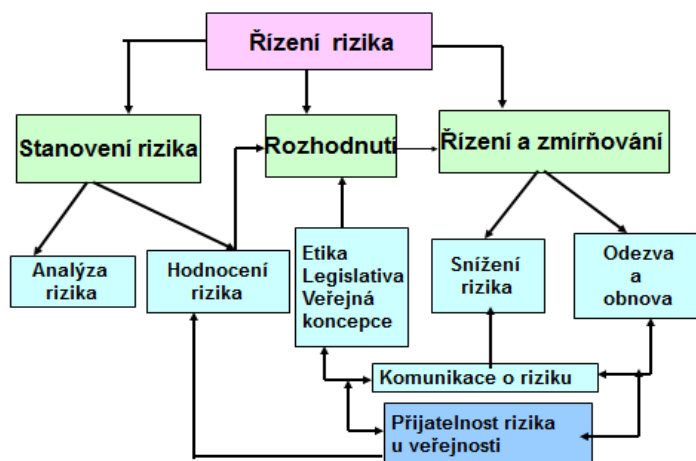 Řízení rizika
Stanovení rizika
Rozhodnutí
Řízení a zmírňování
Analýza
rizika
Hodnocení
rizika
Etika
Legislativa
Veřejná
koncepce
Snížení
rizika
Odezva
a
obnova
Komunikace o riziku
Přijatelnost rizika
u veřejnosti